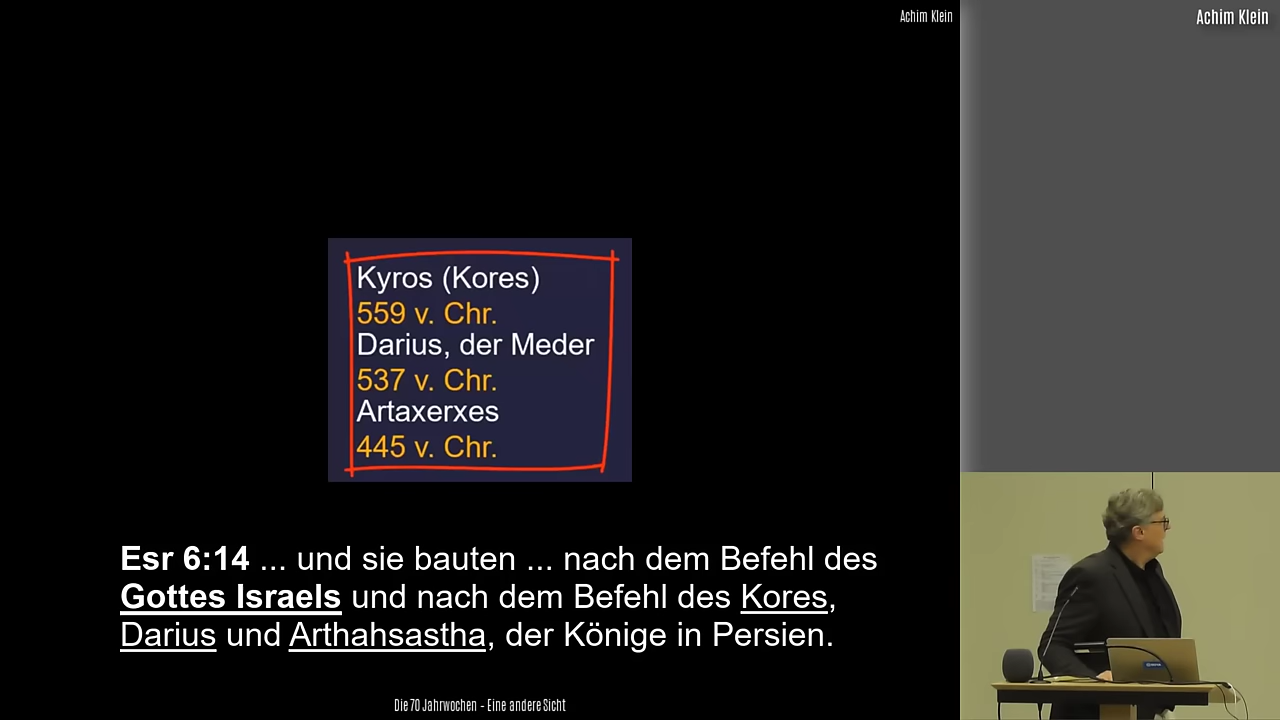 Achim Klein
Achim Klein
Kyros (Kores)
559 v. Chr.
Darius, der Meder
537 v. Chr.
Artaxerxes
445 v. Chr.
Esr 6:14 ... und sie bauten ... nach dem Befehl des
Gottes Israels und nach dem Befehl des Kores,
Darius und Arthahsastha, der Könige in Persien.
Die 70 Jahrwochen - Eine andere Sicht